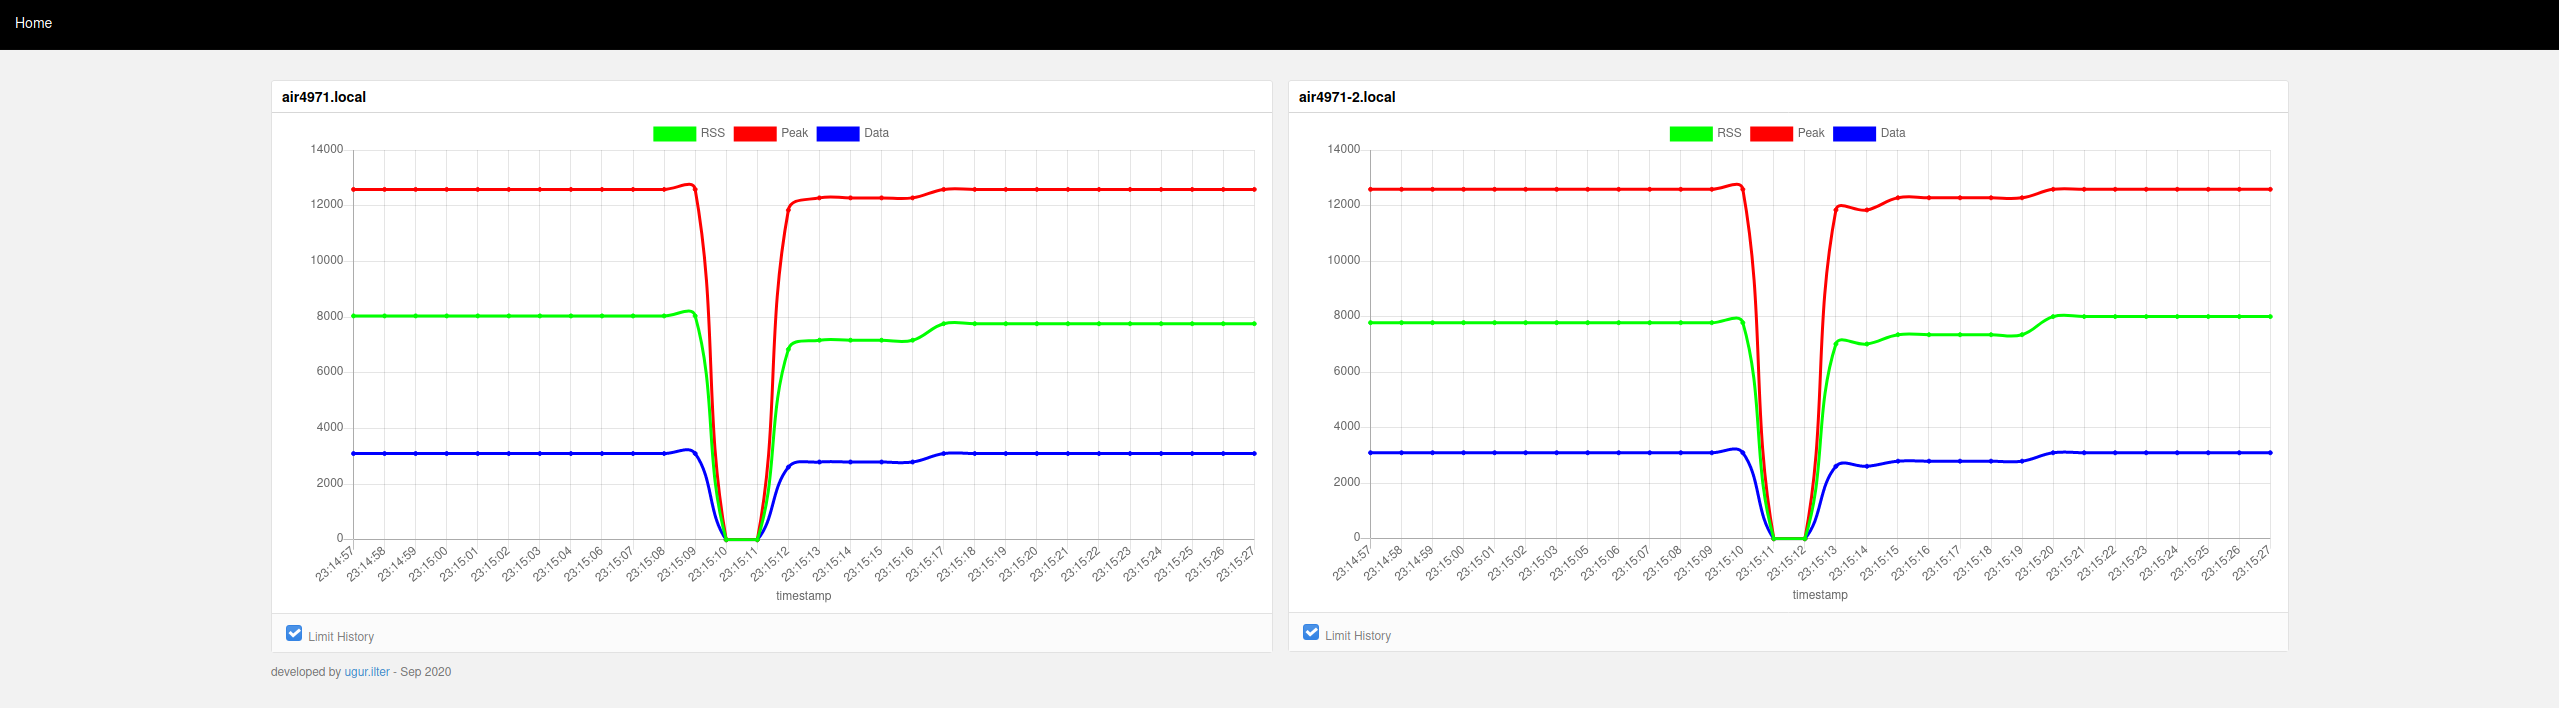 Home
air4971.local
RSS Peak Data
14000
12000
10000
8000
6000
4000
2000
0
23:14:57 23:14:58 23:14:59 23:15:00 23:15:01 23:15:02 23:15:03 23:15:04 23:15:06 23:15:07 23:15:08 23:15:09 23:15:10 23:15:11 23:15:12 23:15:13 23:15:14 23:15:15 23:15:16 23:15:17 23:15:18 23:15:19 23:15:20 23:15:21 23:15:22 23:15:23 23:15:24 23:15:25 23:15:26 23:15:27
timestamp
Limit History
air4971-2.local
RSS Peak Data
14000
12000
10000
8000
6000
4000
2000
0
23:14:57 23:14:58 23:14:59 23:15:00 23:15:01 23:15:02 23:15:03 23:15:05 23:15:06 23:15:07 23:15:08 23:15:09 23:15:10 23:15:11 23:15:12 23:15:13 23:15:14 23:15:15 23:15:16 23:15:17 23:15:18 23:15:19 23:15:20 23:15:21 23:15:22 23:15:23 23:15:24 23:15:25 23:15:26 23:15:27
timestamp
Limit History
developed by ugur.ilter - Sep 2020